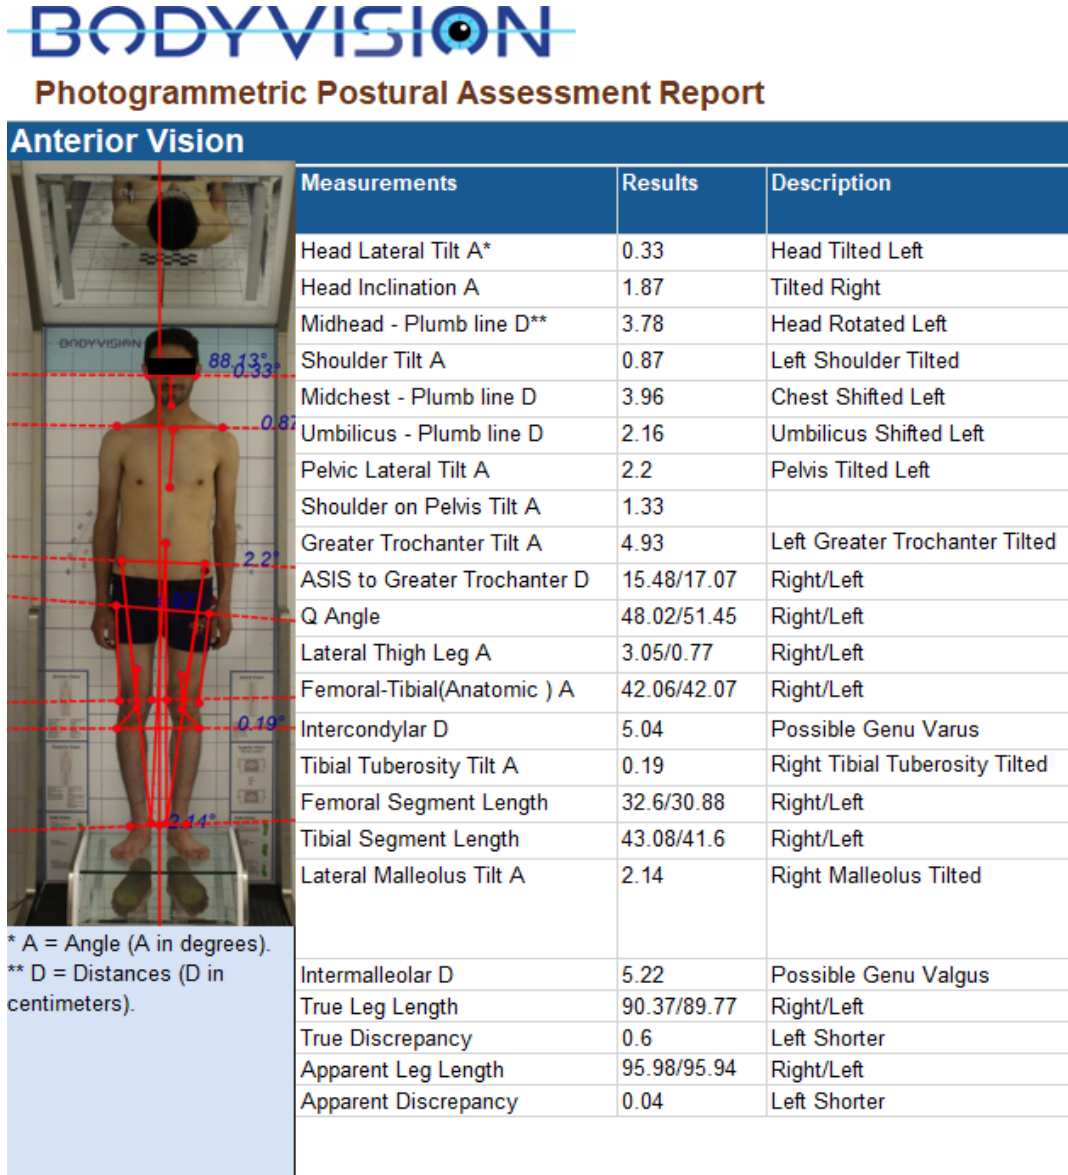 BODYVISION
Photogrammetric Postural Assessment Report
Anterior Vision
Measurements Results Description
Head Lateral Tilt A* 0.33 Head Tilted Left
Head Inclination A 1.87 Tilted Right
Midhead - Plumb line D** 3.78 Head Rotated Left
Shoulder Tilt A 0.87 Left Shoulder Tilted
Midchest - Plumb line D 3.96 Chest Shifted Left
Umbilicus - Plumb line D 2.16 Umbilicus Shifted Left
Pelvic Lateral Tilt A 2.2 Pelvis Tilted Left
Shoulder on Pelvis Tilt A 1.33
Greater Trochanter Tilt A 4.93 Left Greater Trochanter Tilted
ASIS to Greater Trochanter D 15.48/17.07 Right/Left
Q Angle 48.02/51.45 Right/Left
Lateral Thigh Leg A 3.05/0.77 Right/Left
Femoral-Tibial(Anatomic ) A 42.06/42.07 Right/Left
Intercondylar D 5.04 Possible Genu Varus
Tibial Tuberosity Tilt A 0.19 Right Tibial Tuberosity Tilted
Femoral Segment Length 32.6/30.88 Right/Left
Tibial Segment Length 43.08/41.6 Right/Left
Lateral Malleolus Tilt A 2.14 Right Malleolus Tilted
Intermalleolar D 5.22 Possible Genu Valgus
True Leg Length 90.37/89.77 Right/Left
True Discrepancy 0.6 Left Shorter
Apparent Leg Length 95.98/95.94 Right/Left
Apparent Discrepancy 0.04 Left Shorter
BODYVISION
88.13°
0.33°
0.87
2.2°
0.19°
2.14°
* A = Angle (A in degrees).
** D = Distances (D in
centimeters).